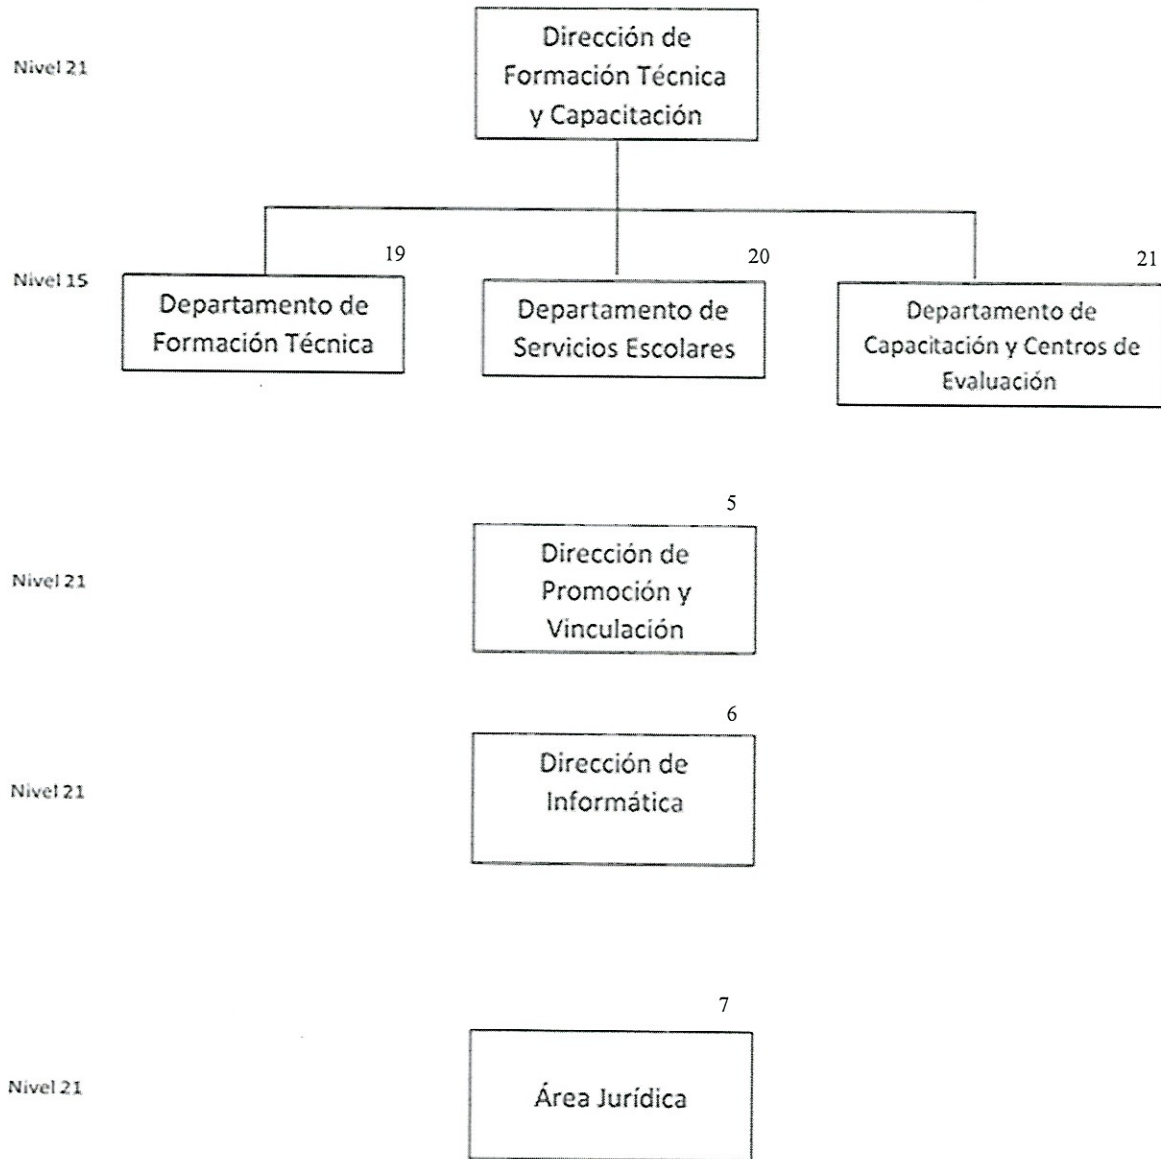 Nivel 21
Dirección de
Formación Técnica
y Capacitación
Nivel 15
19
Departamento de
Formación Técnica
20
Departamento de
Servicios Escolares
21
Departamento de
Capacitación y Centros de
Evaluación
Nivel 21
5
Dirección de
Promoción y
Vinculación
Nivel 21
6
Dirección de
Informática
Nivel 21
7
Área Jurídica